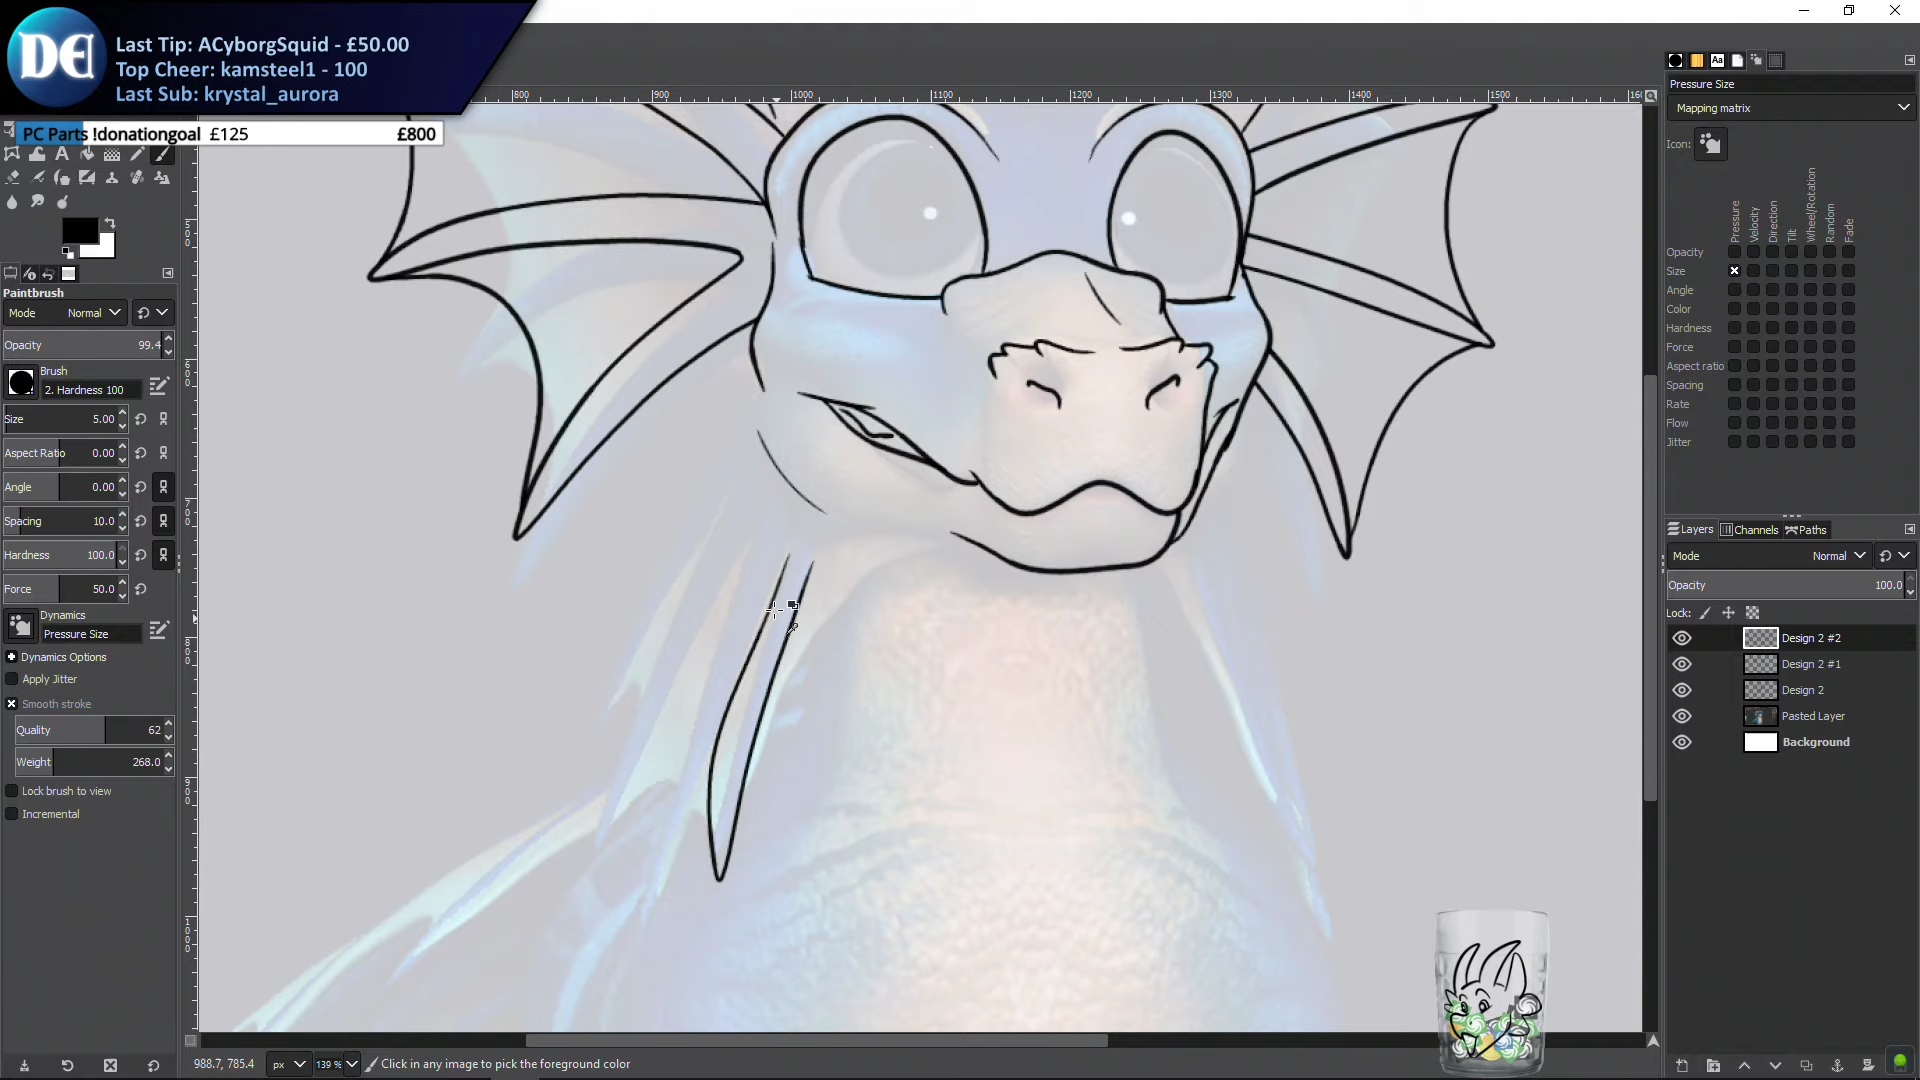 DE
Last Tip: ACyborgSquid - £50.00
Top Cheer: kamsteel1 - 100
Last Sub: krystal_aurora
PC Parts !donationgoal £125 £800
800 900 1000 1100 1200 1300 1400 1500
500
600
700
800
900
1000
Paintbrush
Mode Normal
Opacity 99.4
Brush
2. Hardness 100
Size 5.00
Aspect Ratio 0.00
Angle 0.00
Spacing 10.0
Hardness 100.0
Force 50.0
Dynamics
Pressure Size
Dynamics Options
Apply Jitter
Smooth stroke
Quality 62
Weight 268.0
Lock brush to view
Incremental
988.7, 785.4 px 139 % Click in any image to pick the foreground color
Aa
Pressure Size
Mapping matrix
Icon:
Pressure Velocity Direction Tilt Wheel/Rotation Random Fade
Opacity
Size
Angle
Color
Hardness
Force
Aspect ratio
Spacing
Rate
Flow
Jitter
Layers Channels Paths
Mode Normal
Opacity 100.0
Lock:
Design 2 #2
Design 2 #1
Design 2
Pasted Layer
Background